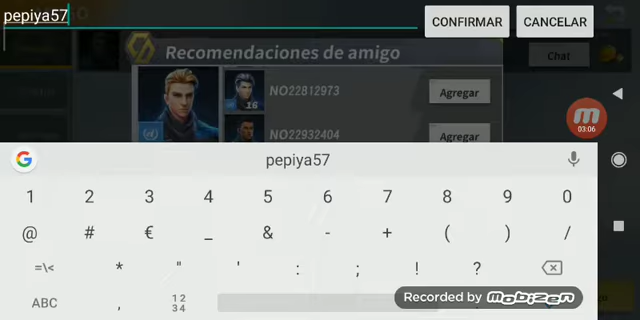 pepiya57
CONFIRMAR
CANCELAR
Recomendaciones de amigo
Chat
16
NO22812973
Agregar
NO22932404
Agregar
03:06
pepiya57
1 2 3 4 5 6 7 8 9 0
@ # € _ & - + ( ) /
=\< * " ' : ; ! ?
ABC , 12 34
Recorded by Mobizen